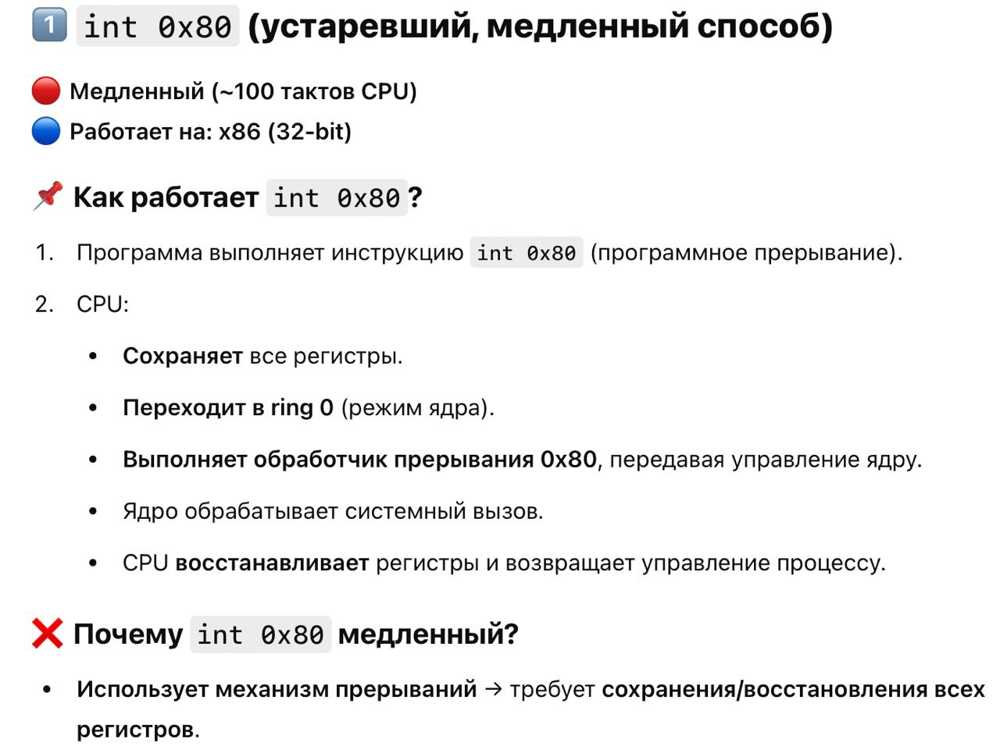 1 int 0x80 (устаревший, медленный способ)
Медленный (~100 тактов CPU)
Работает на: x86 (32-bit)
Как работает int 0x80?
1. Программа выполняет инструкцию int 0x80 (программное прерывание).
2. CPU:
• Сохраняет все регистры.
• Переходит в ring 0 (режим ядра).
• Выполняет обработчик прерывания 0x80, передавая управление ядру.
• Ядро обрабатывает системный вызов.
• CPU восстанавливает регистры и возвращает управление процессу.
Почему int 0x80 медленный?
• Использует механизм прерываний → требует сохранения/восстановления всех
регистров.